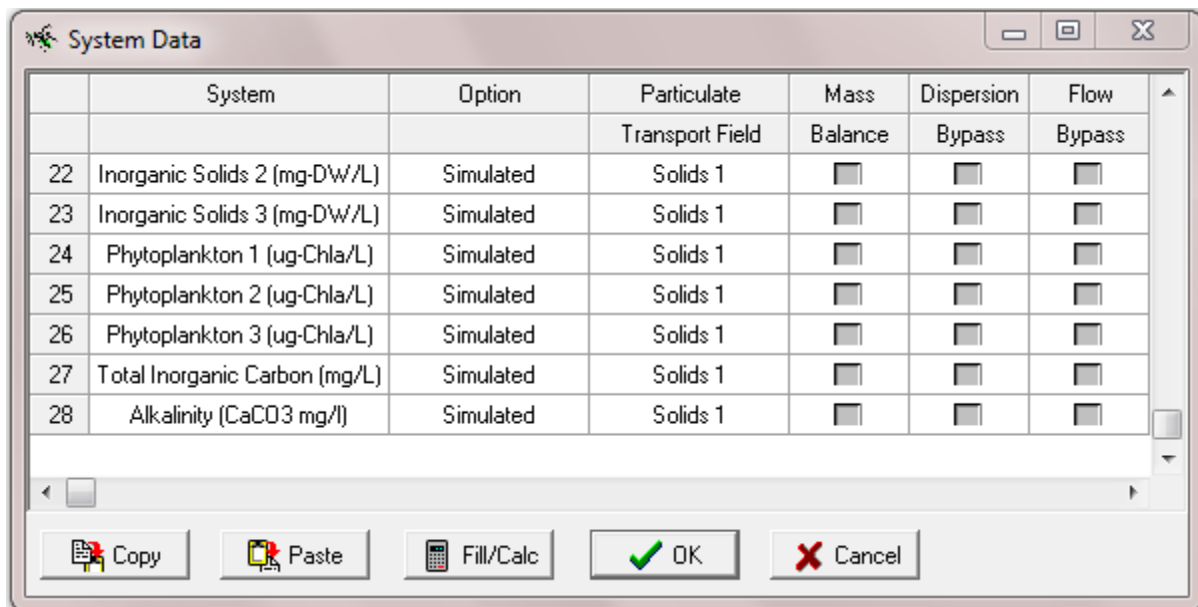 System Data
System Option Particulate Mass Dispersion Flow
Transport Field Balance Bypass Bypass
22 Inorganic Solids 2 (mg-DW/L) Simulated Solids 1
23 Inorganic Solids 3 (mg-DW/L) Simulated Solids 1
24 Phytoplankton 1 (ug-Chla/L) Simulated Solids 1
25 Phytoplankton 2 (ug-Chla/L) Simulated Solids 1
26 Phytoplankton 3 (ug-Chla/L) Simulated Solids 1
27 Total Inorganic Carbon (mg/L) Simulated Solids 1
28 Alkalinity (CaCO3 mg/l) Simulated Solids 1
Copy Paste Fill/Calc OK Cancel